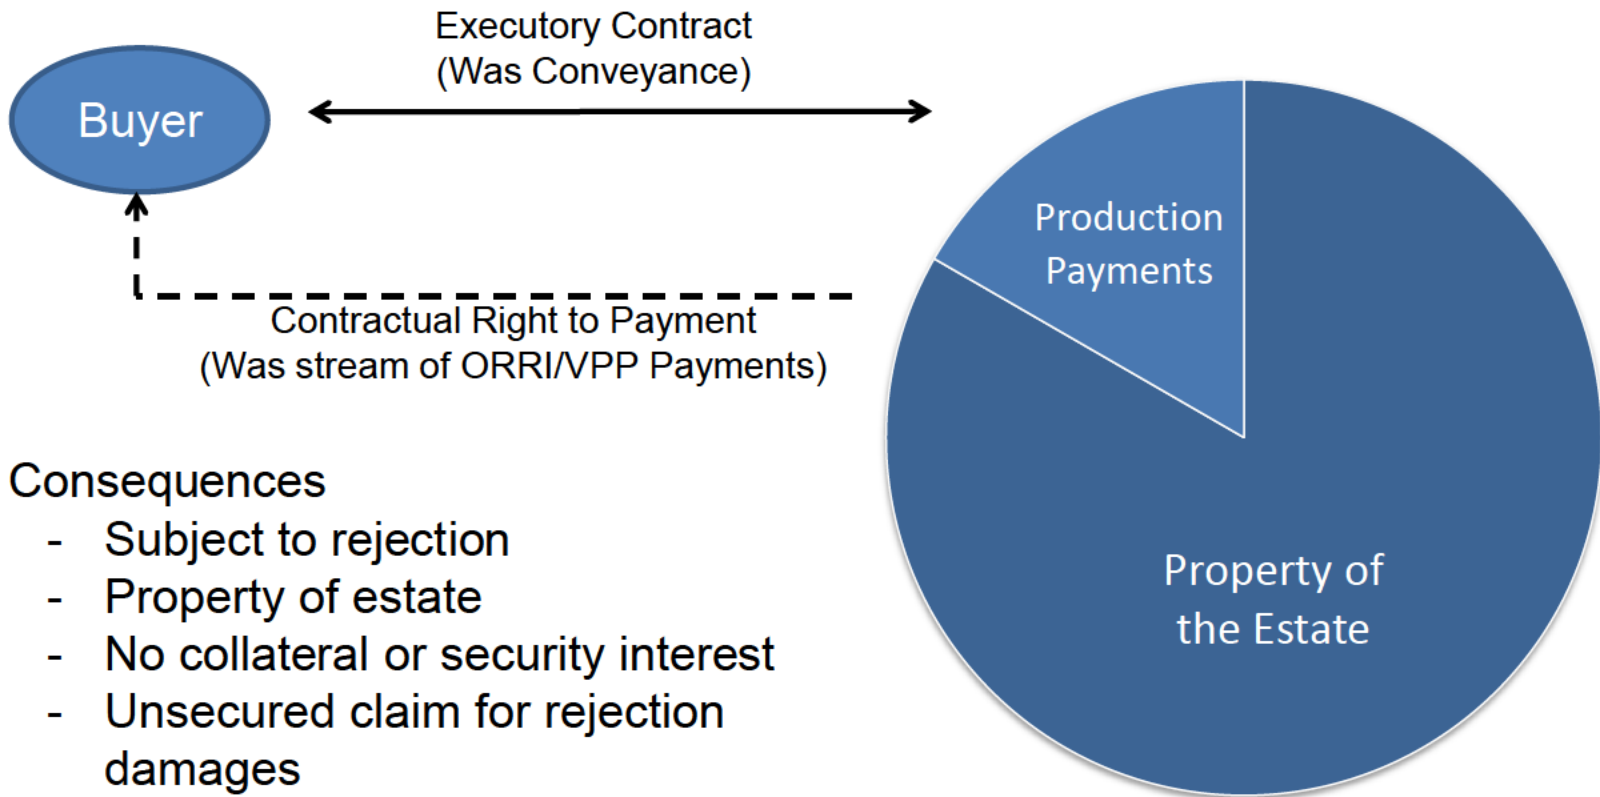 Executory Contract
(Was Conveyance)
Buyer
Production
Payments
Contractual Right to Payment
(Was stream of ORRI/VPP Payments)
Consequences
- Subject to rejection
- Property of estate
- No collateral or security interest
- Unsecured claim for rejection
damages
Property of
the Estate